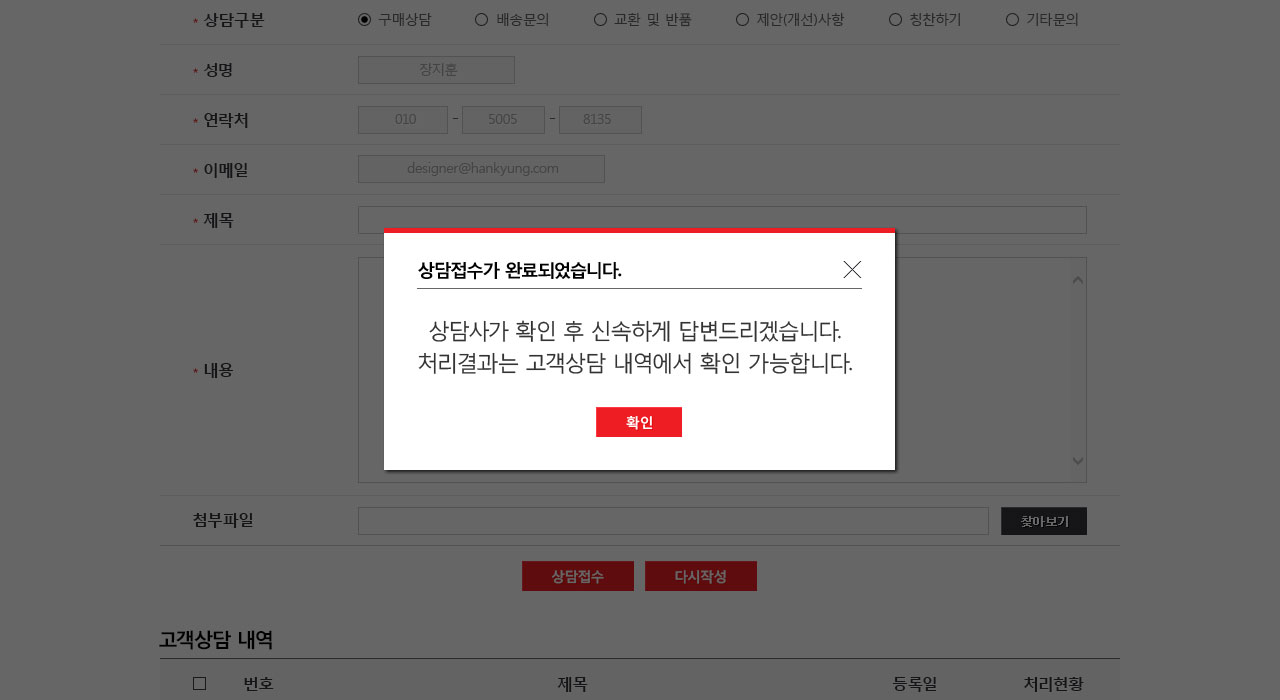 * 상담구분 구매상담 배송문의 교환 및 반품 제안(개선)사항 칭찬하기 기타문의
* 성명 장지훈
* 연락처 010 - 5005 - 8135
* 이메일 designer@hankyung.com
* 제목
상담접수가 완료되었습니다.
상담사가 확인 후 신속하게 답변드리겠습니다.
처리결과는 고객상담 내역에서 확인 가능합니다.
* 내용
확인
첨부파일 찾아보기
상담접수 다시작성
고객상담 내역
번호 제목 등록일 처리현황